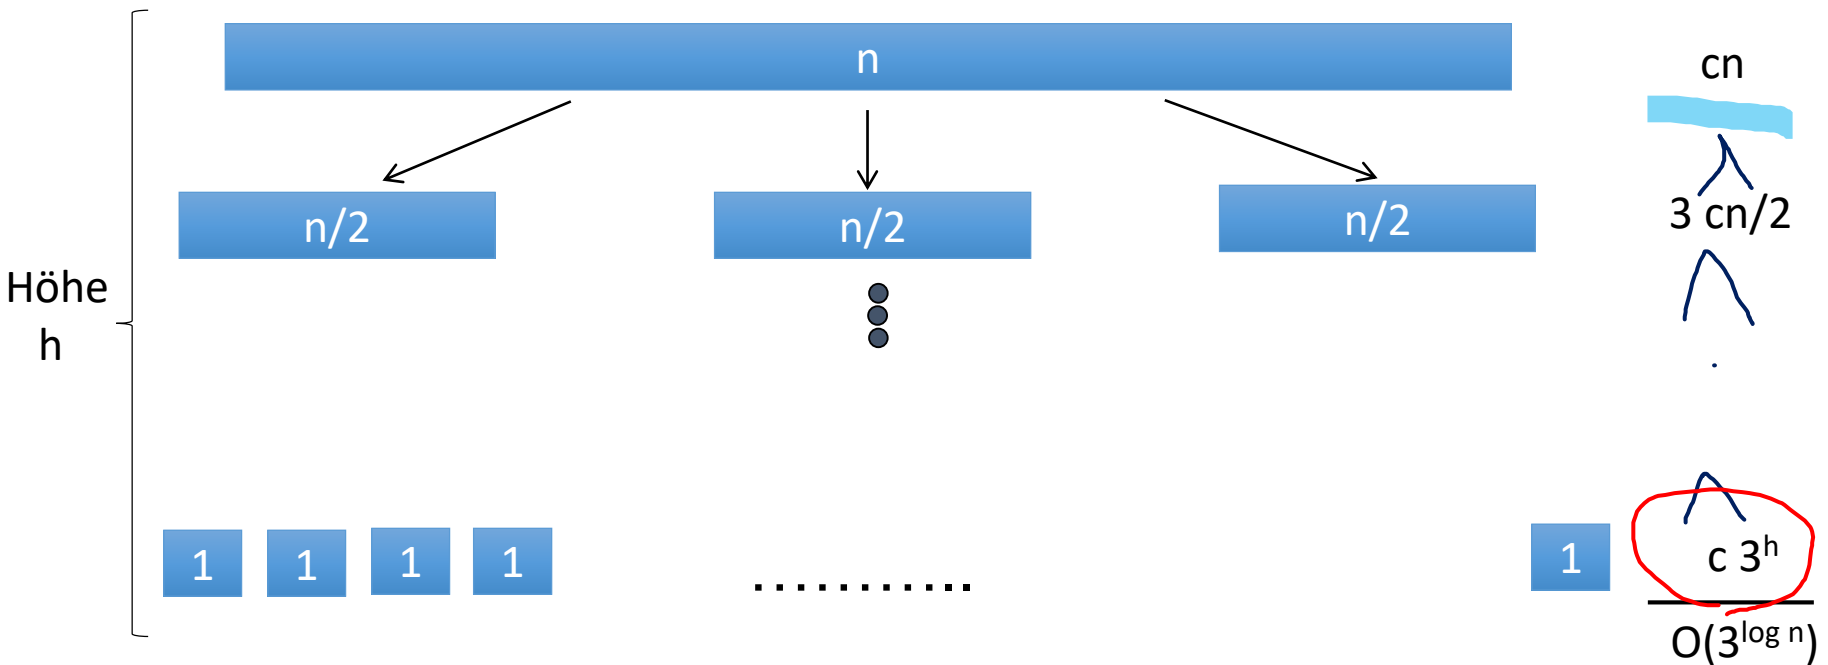 n
cn
n/2 n/2 n/2
3 cn/2
Höhe
h
1 1 1 1 ........... 1
c 3^h
O(3^log n)